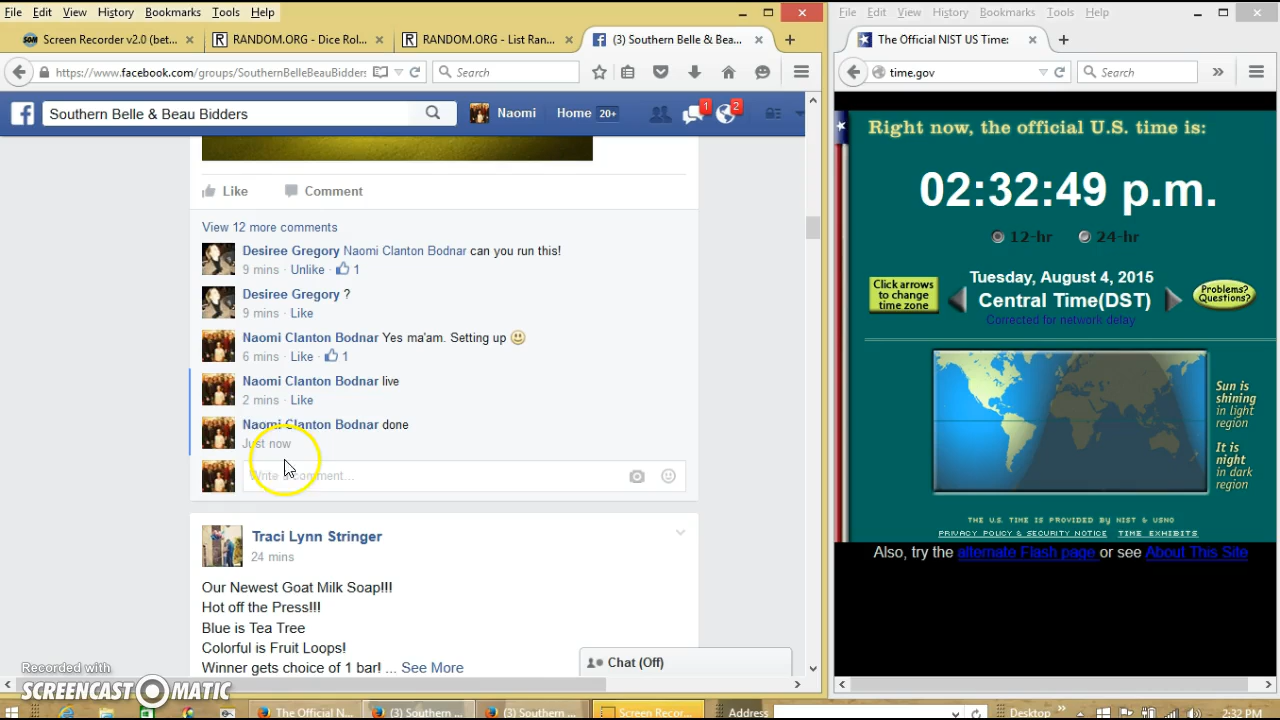 File Edit View History Bookmarks Tools Help
Screen Recorder v2.0 (bet...
RANDOM.ORG - Dice Rol...
RANDOM.ORG - List Ran...
(3) Southern Belle & Bea...
https://www.facebook.com/groups/SouthernBelleBeauBidders
Search
Southern Belle & Beau Bidders
Naomi
Home 20+
1
2
Like
Comment
View 12 more comments
Desiree Gregory Naomi Clanton Bodnar can you run this!
9 mins · Unlike · 1
Desiree Gregory ?
9 mins · Like
Naomi Clanton Bodnar Yes ma'am. Setting up
6 mins · Like · 1
Naomi Clanton Bodnar live
2 mins · Like
Naomi Clanton Bodnar done
Just now
Write a comment...
Traci Lynn Stringer
24 mins
Our Newest Goat Milk Soap!!!
Hot off the Press!!!
Blue is Tea Tree
Colorful is Fruit Loops!
Winner gets choice of 1 bar! ... See More
Chat (Off)
Recorded with
SCREENCAST MATIC
File Edit View History Bookmarks Tools Help
The Official NIST US Time:
time.gov
Search
Right now, the official U.S. time is:
02:32:49 p.m.
12-hr 24-hr
Click arrows
to change
time zone
Tuesday, August 4, 2015
Central Time(DST)
Corrected for network delay
Problems?
Questions?
Sun is
shining
in light
region
It is
night
in dark
region
THE U.S. TIME IS PROVIDED BY NIST & USNO
PRIVACY POLICY & SECURITY NOTICE TIME EXHIBITS
Also, try the alternate Flash page or see About This Site
The Official N...
(3) Southern ...
(3) Southern ...
Screen Recor...
Address
Desktop
2:32 PM